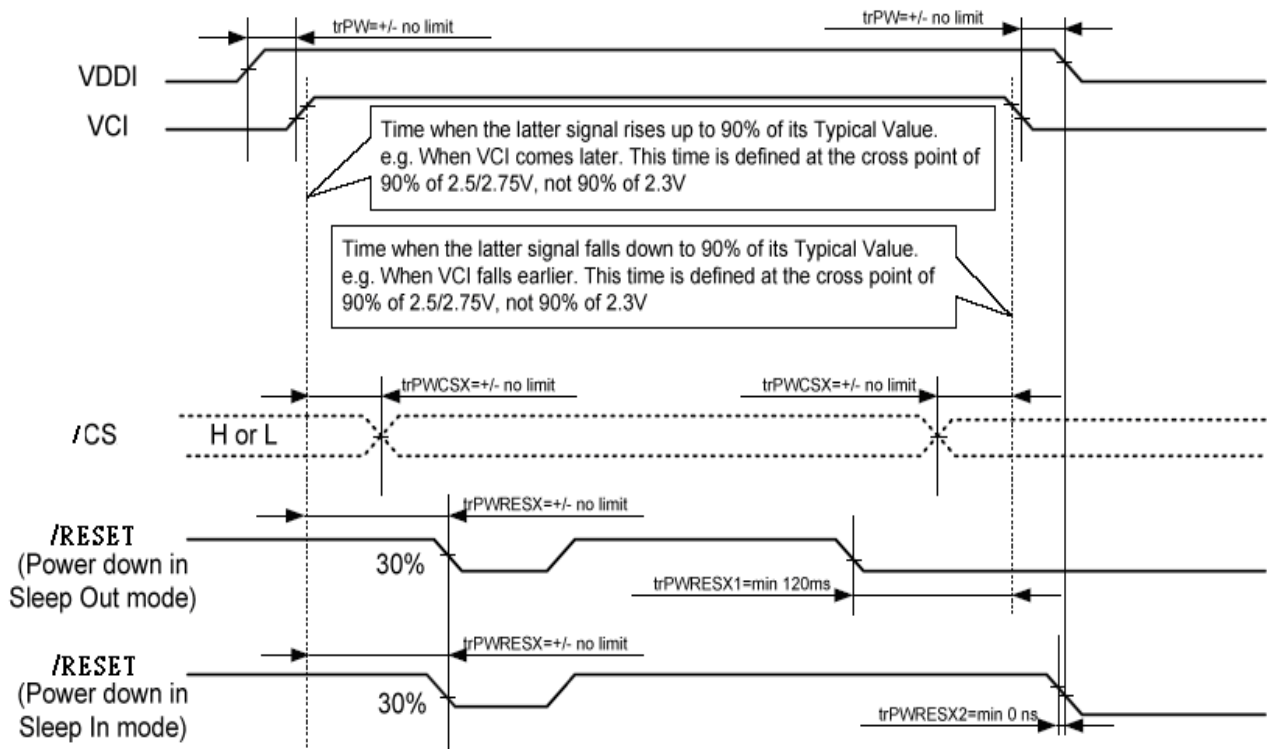 trPW=+/- no limit
trPW=+/- no limit
VDDI
VCI
Time when the latter signal rises up to 90% of its Typical Value.
e.g. When VCI comes later. This time is defined at the cross point of
90% of 2.5/2.75V, not 90% of 2.3V
Time when the latter signal falls down to 90% of its Typical Value.
e.g. When VCI falls earlier. This time is defined at the cross point of
90% of 2.5/2.75V, not 90% of 2.3V
trPWCSX=+/- no limit
trPWCSX=+/- no limit
/CS
H or L
trPWRESX=+/- no limit
/RESET
(Power down in
Sleep Out mode)
30%
trPWRESX1=min 120ms
trPWRESX=+/- no limit
/RESET
(Power down in
Sleep In mode)
30%
trPWRESX2=min 0 ns